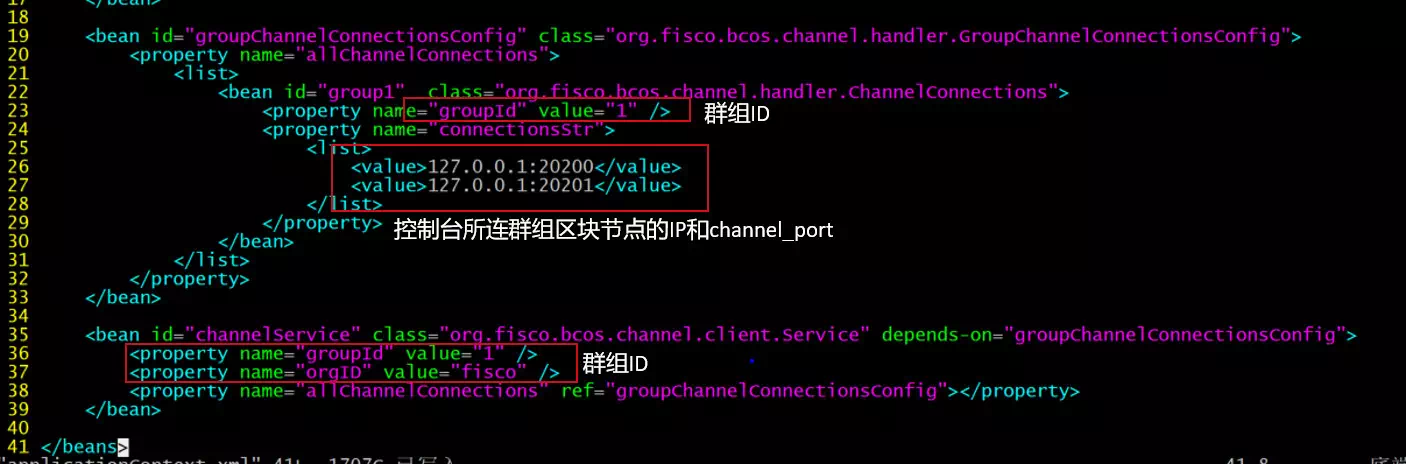 17 </bean>
18
19 <bean id="groupChannelConnectionsConfig" class="org.fisco.bcos.channel.handler.GroupChannelConnectionsConfig">
20 <property name="allChannelConnections">
21 <list>
22 <bean id="group1" class="org.fisco.bcos.channel.handler.ChannelConnections">
23 <property name="groupId" value="1" /> 群组ID
24 <property name="connectionsStr">
25 <list>
26 <value>127.0.0.1:20200</value>
27 <value>127.0.0.1:20201</value>
28 </list>
29 </property> 控制台所连群组区块节点的IP和channel_port
30 </bean>
31 </list>
32 </property>
33 </bean>
34
35 <bean id="channelService" class="org.fisco.bcos.channel.client.Service" depends-on="groupChannelConnectionsConfig">
36 <property name="groupId" value="1" /> 群组ID
37 <property name="orgID" value="fisco" />
38 <property name="allChannelConnections" ref="groupChannelConnectionsConfig"></property>
39 </bean>
40
41 </beans>
"applicationContext.xml" 41L, 1707C 已写入 41,8 底端